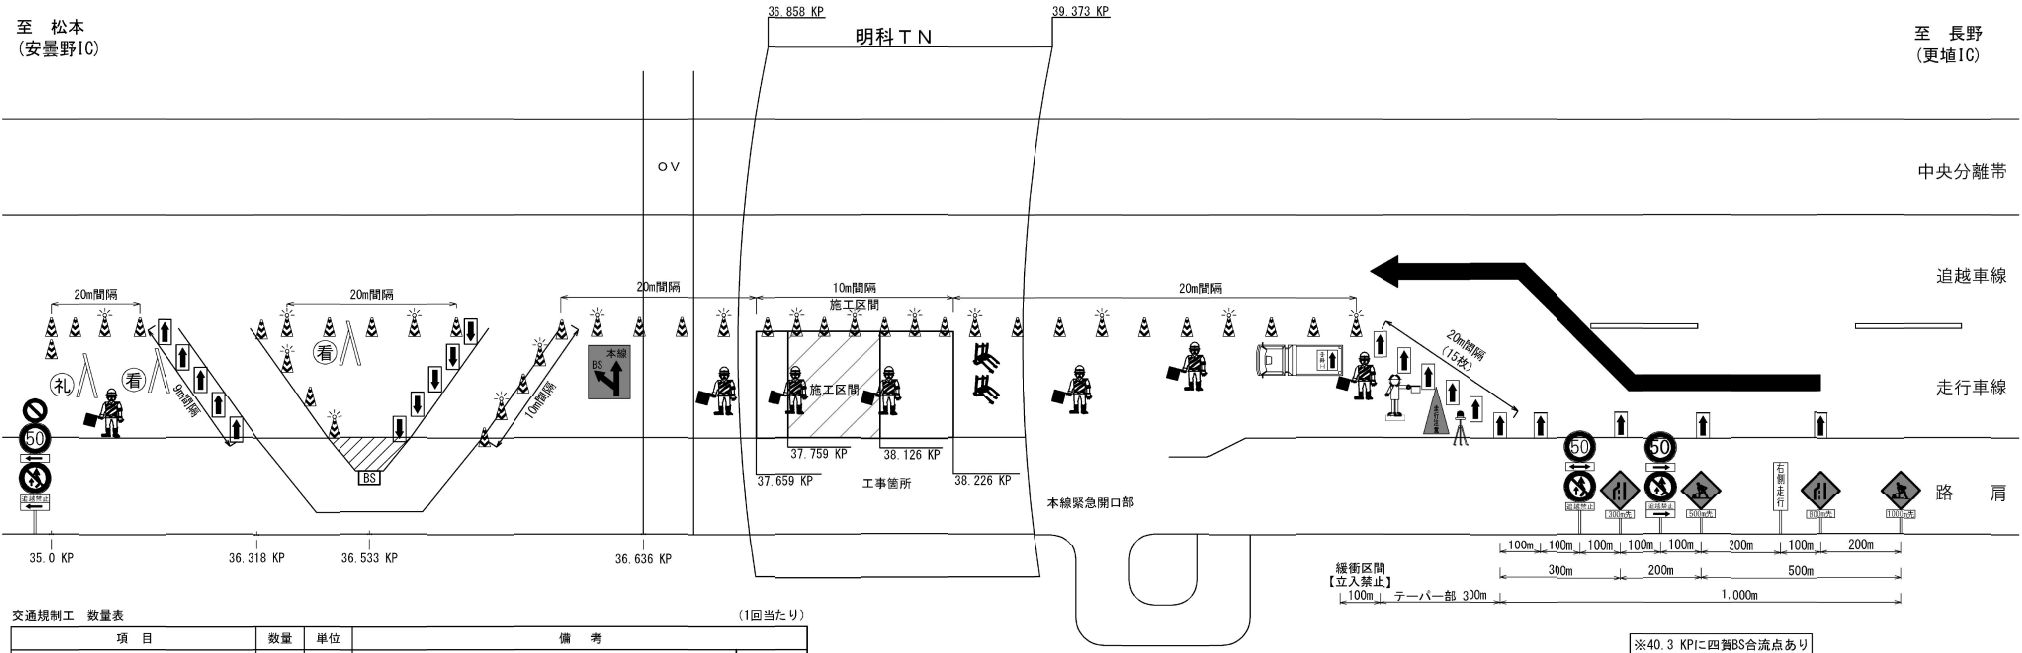 至 松本
(安曇野IC)
36.858 KP
39.373 KP
明科TN
至 長野
(更埴IC)
OV
中央分離帯
追越車線
走行車線
路 肩
20m間隔
20m間隔
20m間隔
10m間隔
20m間隔
施工区間
20m間隔
(15枚)
札
看
看
9m間隔
10m間隔
本線
BS
施工区間
走行注意
50
追越禁止
BS
37.759 KP
38.126 KP
37.659 KP
38.226 KP
工事箇所
本線緊急開口部
50
追越禁止
300m先
50
追越禁止
500m先
右側走行
800m先
1000m先
35.0 KP
36.318 KP
36.533 KP
36.636 KP
100m
100m
100m
100m
100m
200m
100m
200m
300m
200m
500m
緩衝区間
【立入禁止】
100m
テーパー部 300m
1,000m
※40.3 KPに四賀BS合流点あり
交通規制工 数量表
(1回当たり)
項 目
数量
単位
備 考